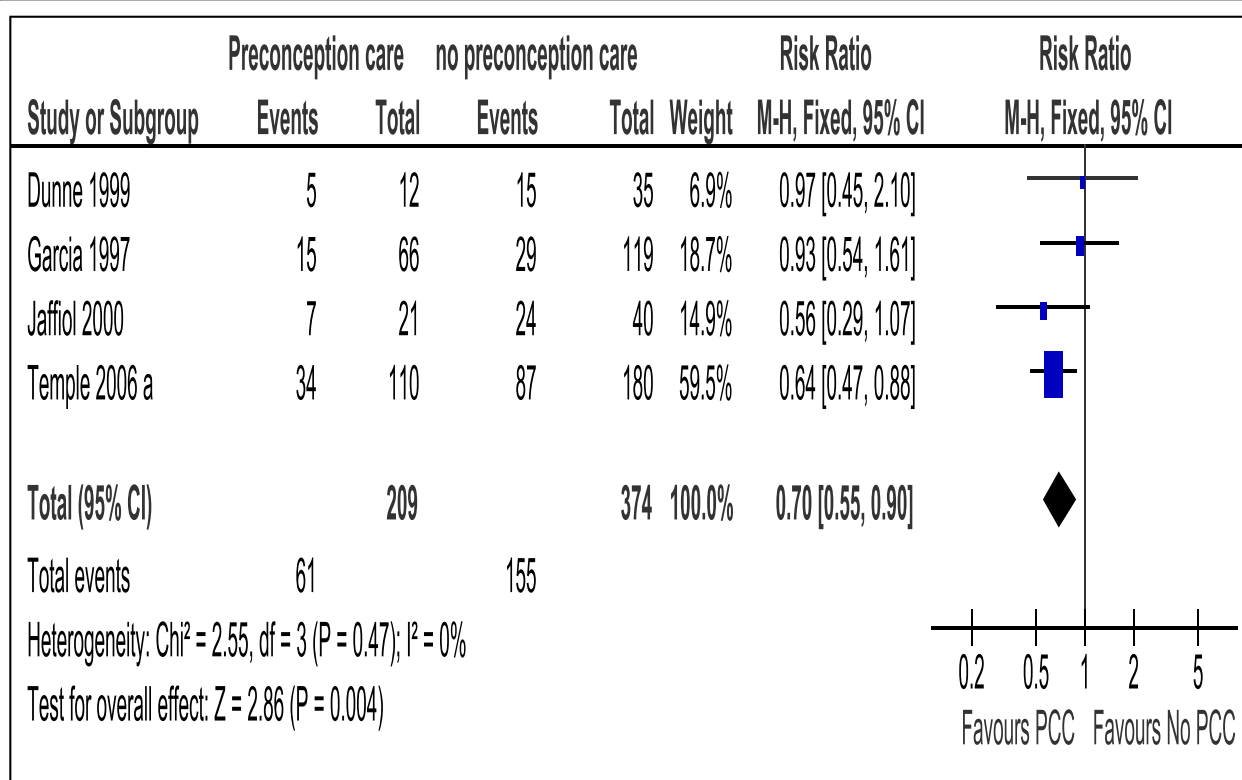 Preconception care no preconception care Risk Ratio Risk Ratio
Study or Subgroup Events Total Events Total Weight M-H, Fixed, 95% CI M-H, Fixed, 95% CI
Dunne 1999 5 12 15 35 6.9% 0.97 [0.45, 2.10]
Garcia 1997 15 66 29 119 18.7% 0.93 [0.54, 1.61]
Jaffiol 2000 7 21 24 40 14.9% 0.56 [0.29, 1.07]
Temple 2006 a 34 110 87 180 59.5% 0.64 [0.47, 0.88]
Total (95% CI) 209 374 100.0% 0.70 [0.55, 0.90]
Total events 61 155
Heterogeneity: Chi² = 2.55, df = 3 (P = 0.47); I² = 0%
Test for overall effect: Z = 2.86 (P = 0.004)
0.2 0.5 1 2 5
Favours PCC Favours No PCC